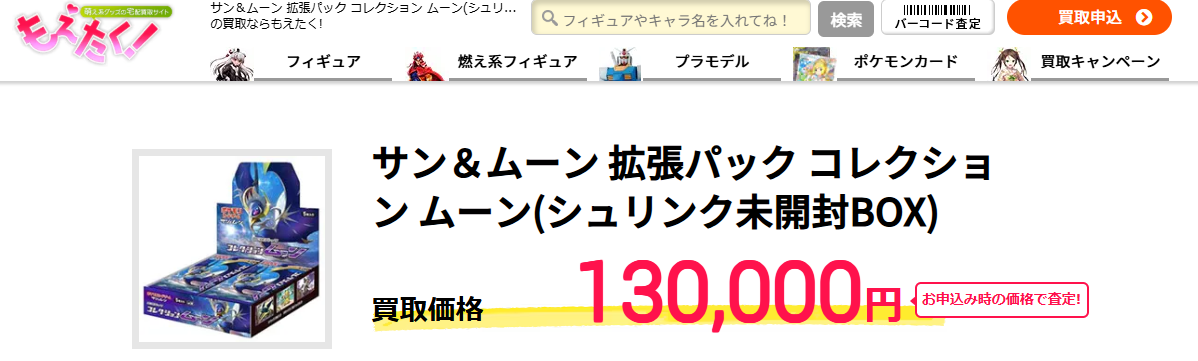 萌え系グッズの宅配買取サイト
もえたく!
サン＆ムーン 拡張パック コレクション ムーン(シュリ...
の買取ならもえたく!
フィギュアやキャラ名を入れてね！
検索
バーコード査定
買取申込
フィギュア
燃え系フィギュア
プラモデル
ポケモンカード
買取キャンペーン
サン＆ムーン 拡張パック コレクショ
ン ムーン(シュリンク未開封BOX)
コレクション
買取価格
130,000円
お申込み時の価格で査定!